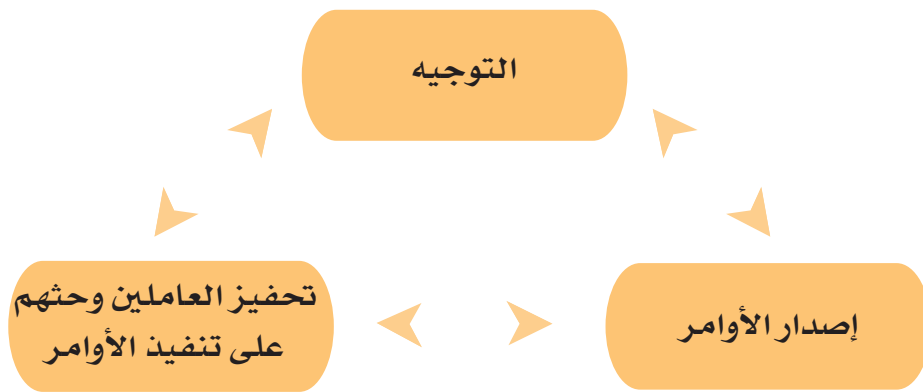 التوجيه
إصدار الأوامر
تحفيز العاملين وحثهم
على تنفيذ الأوامر